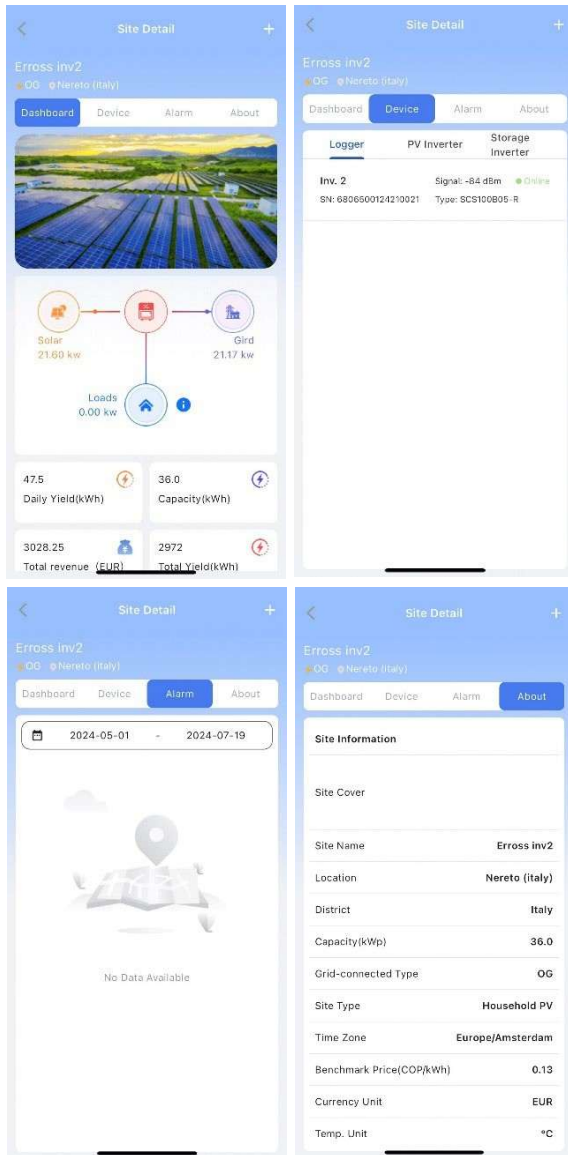 Site Detail
Erross inv2
OG Nereto (italy)
Dashboard Device Alarm About
Solar
21.60 kw
Gird
21.17 kw
Loads
0.00 kw
47.5
Daily Yield(kWh)
36.0
Capacity(kWh)
3028.25
Total revenue (EUR)
2972
Total Yield(kWh)
Site Detail
Erross inv2
OG Nereto (italy)
Dashboard Device Alarm About
Logger PV Inverter Storage Inverter
Inv. 2 Signal: -84 dBm Online
SN: 6806500124210021 Type: SCS100B05-R
Site Detail
Erross inv2
OG Nereto (italy)
Dashboard Device Alarm About
2024-05-01 - 2024-07-19
No Data Available
Site Detail
Erross inv2
OG Nereto (italy)
Dashboard Device Alarm About
Site Information
Site Cover
Site Name Erross inv2
Location Nereto (italy)
District Italy
Capacity(kWp) 36.0
Grid-connected Type OG
Site Type Household PV
Time Zone Europe/Amsterdam
Benchmark Price(COP/kWh) 0.13
Currency Unit EUR
Temp. Unit °C